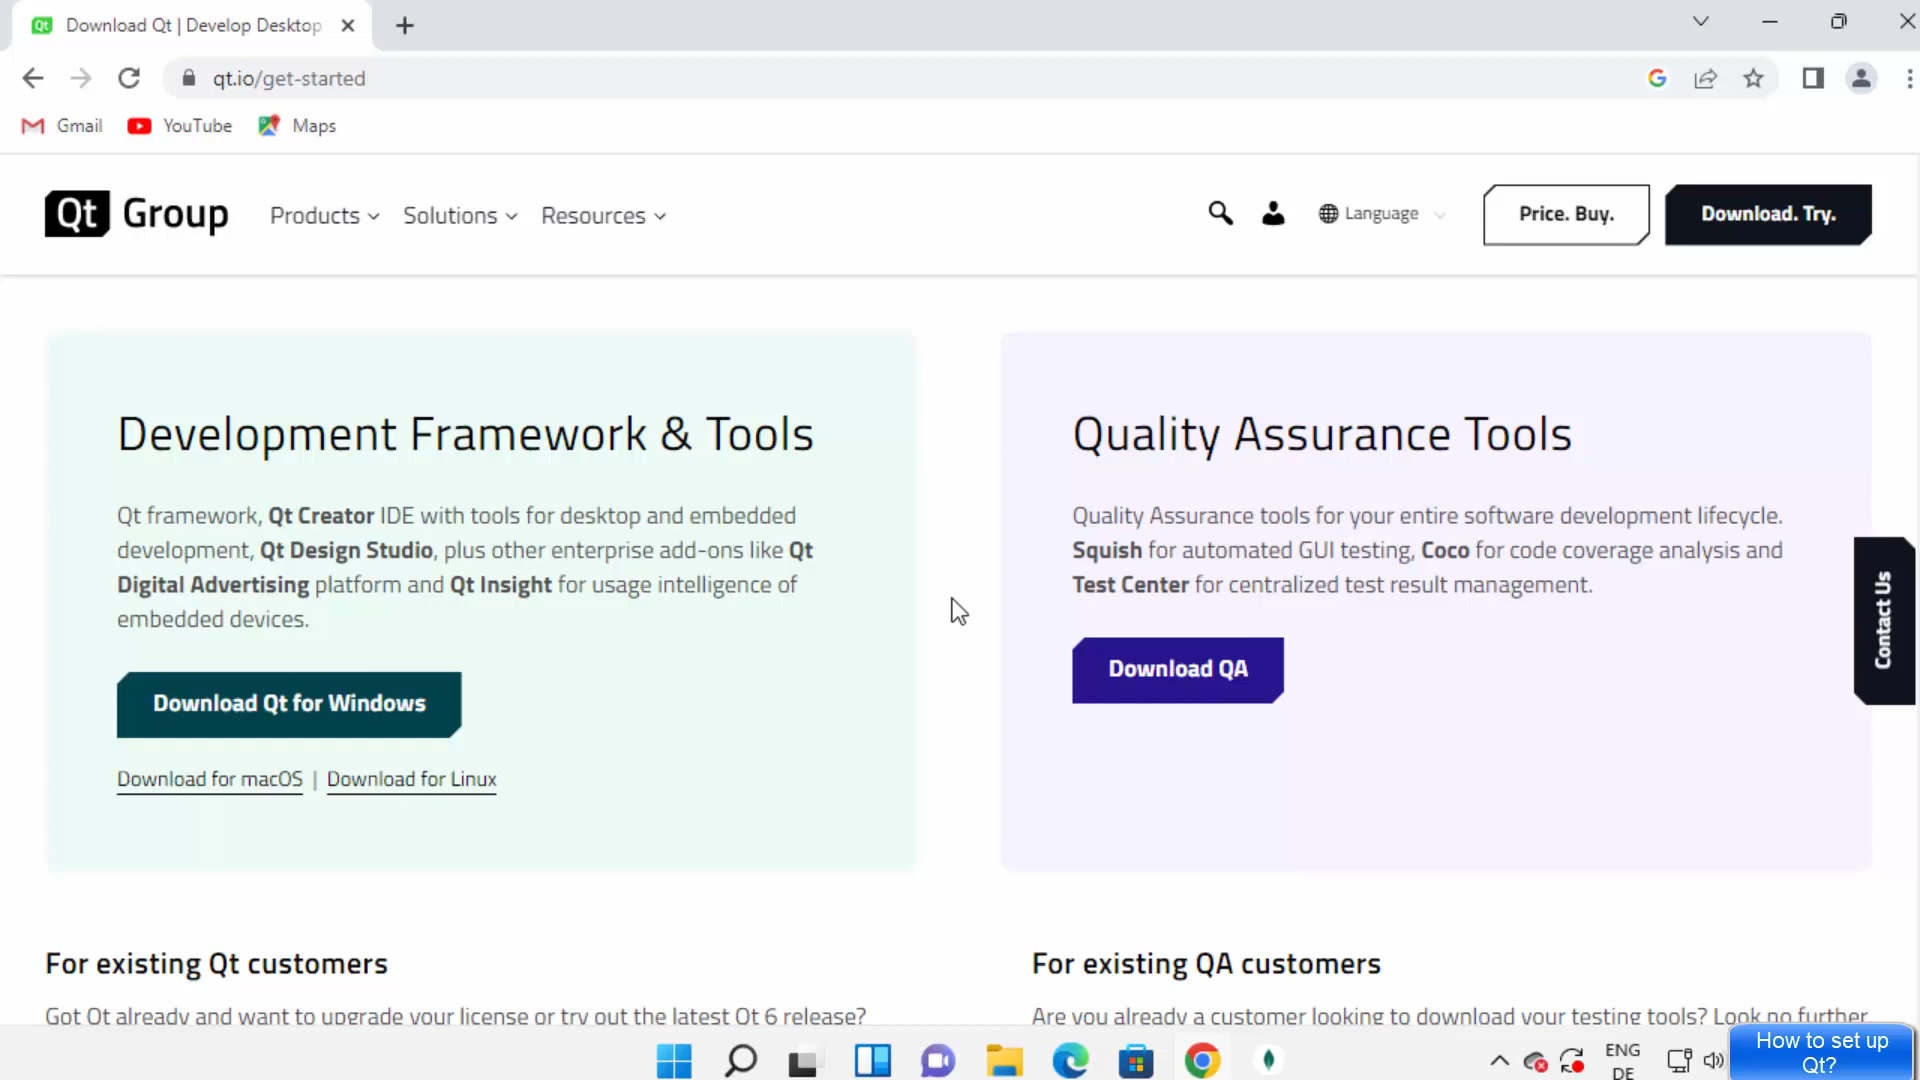 Download Qt | Develop Desktop
qt.io/get-started
Gmail YouTube Maps
Qt Group Products Solutions Resources Language Price. Buy. Download. Try.
Development Framework & Tools
Qt framework, Qt Creator IDE with tools for desktop and embedded
development, Qt Design Studio, plus other enterprise add-ons like Qt
Digital Advertising platform and Qt Insight for usage intelligence of
embedded devices.
Download Qt for Windows
Download for macOS | Download for Linux
Quality Assurance Tools
Quality Assurance tools for your entire software development lifecycle.
Squish for automated GUI testing, Coco for code coverage analysis and
Test Center for centralized test result management.
Download QA
Contact Us
For existing Qt customers
Got Qt already and want to upgrade your license or try out the latest Qt 6 release?
For existing QA customers
Are you already a customer looking to download your testing tools? Look no further.
ENG
DE
How to set up
Qt?